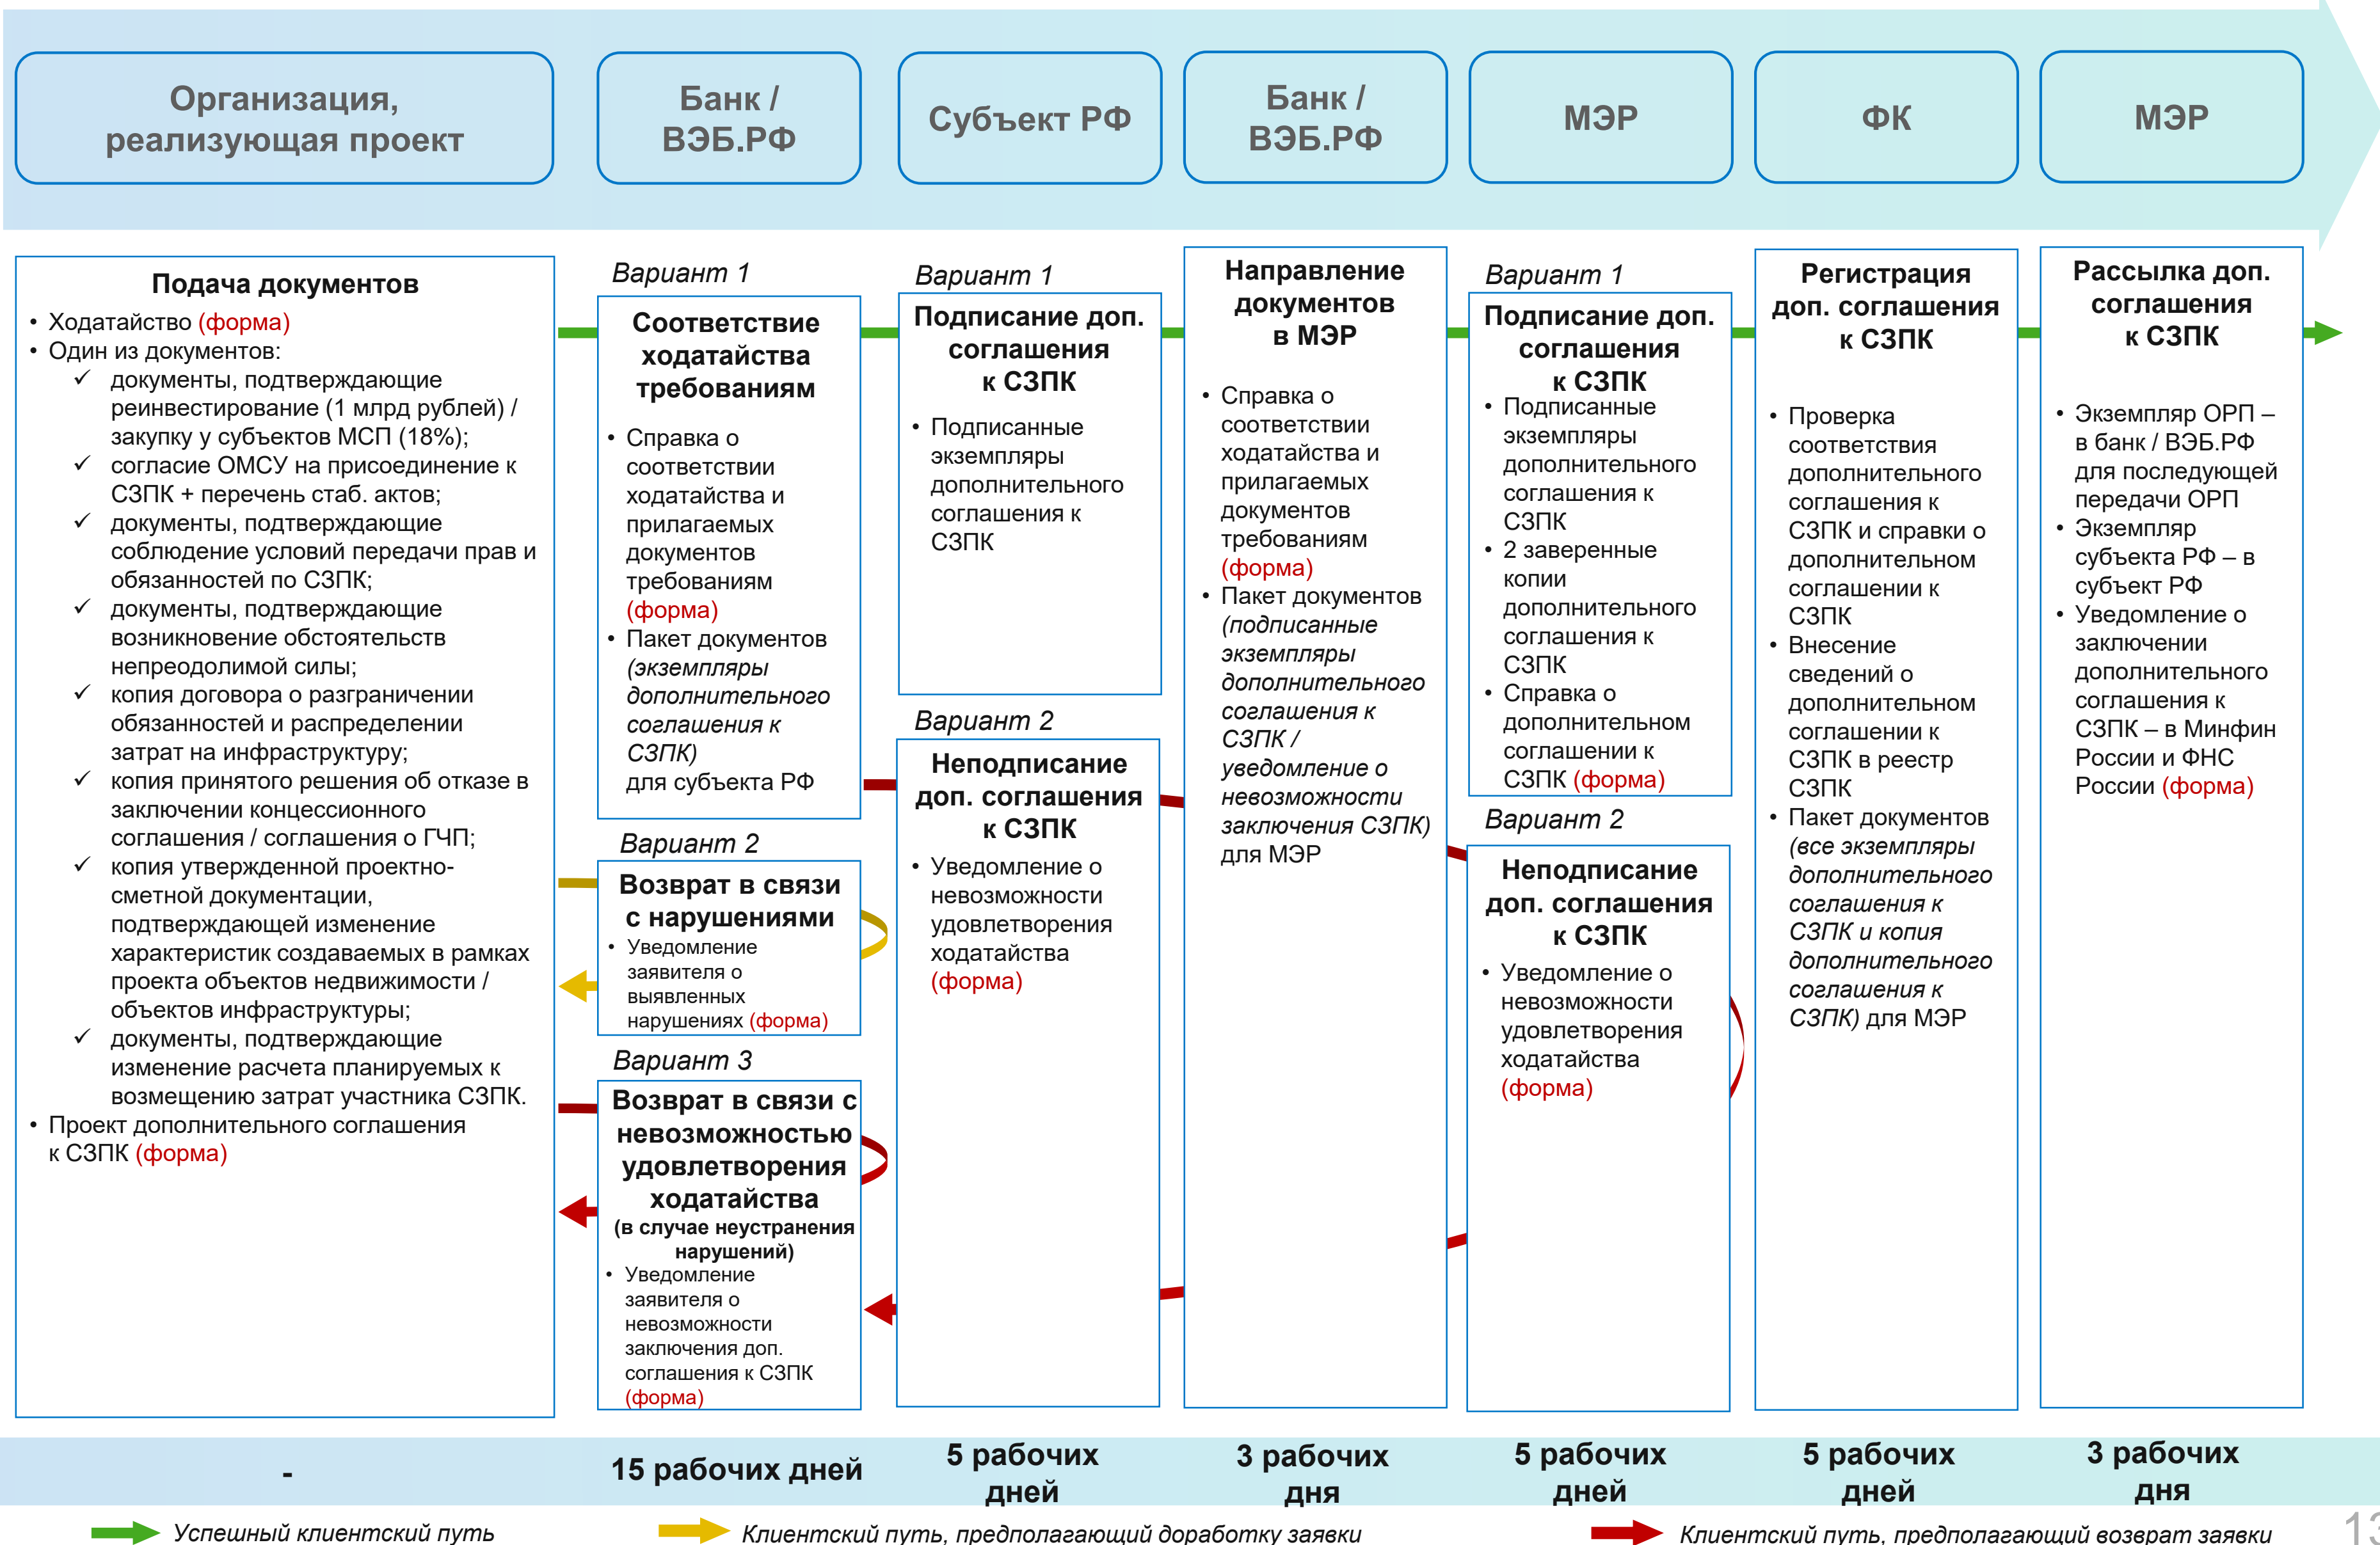 Организация,
реализующая проект
Банк /
ВЭБ.РФ
Субъект РФ
Банк /
ВЭБ.РФ
МЭР
ФК
МЭР
Подача документов
• Ходатайство (форма)
• Один из документов:
✓ документы, подтверждающие
реинвестирование (1 млрд рублей) /
закупку у субъектов МСП (18%);
✓ согласие ОМСУ на присоединение к
СЗПК + перечень стаб. актов;
✓ документы, подтверждающие
соблюдение условий передачи прав и
обязанностей по СЗПК;
✓ документы, подтверждающие
возникновение обстоятельств
непреодолимой силы;
✓ копия договора о разграничении
обязанностей и распределении
затрат на инфраструктуру;
✓ копия принятого решения об отказе в
заключении концессионного
соглашения / соглашения о ГЧП;
✓ копия утвержденной проектно-
сметной документации,
подтверждающей изменение
характеристик создаваемых в рамках
проекта объектов недвижимости /
объектов инфраструктуры;
✓ документы, подтверждающие
изменение расчета планируемых к
возмещению затрат участника СЗПК.
• Проект дополнительного соглашения
к СЗПК (форма)
Вариант 1
Соответствие
ходатайства
требованиям
• Справка о
соответствии
ходатайства и
прилагаемых
документов
требованиям
(форма)
• Пакет документов
(экземпляры
дополнительного
соглашения к
СЗПК)
для субъекта РФ
Вариант 2
Возврат в связи
с нарушениями
• Уведомление
заявителя о
выявленных
нарушениях (форма)
Вариант 3
Возврат в связи с
невозможностью
удовлетворения
ходатайства
(в случае неустранения
нарушений)
• Уведомление
заявителя о
невозможности
заключения доп.
соглашения к СЗПК
(форма)
Вариант 1
Подписание доп.
соглашения
к СЗПК
• Подписанные
экземпляры
дополнительного
соглашения к
СЗПК
Вариант 2
Неподписание
доп. соглашения
к СЗПК
• Уведомление о
невозможности
удовлетворения
ходатайства
(форма)
Направление
документов
в МЭР
• Справка о
соответствии
ходатайства и
прилагаемых
документов
требованиям
(форма)
• Пакет документов
(подписанные
экземпляры
дополнительного
соглашения к
СЗПК /
уведомление о
невозможности
заключения СЗПК)
для МЭР
Вариант 1
Подписание доп.
соглашения
к СЗПК
• Подписанные
экземпляры
дополнительного
соглашения к
СЗПК
• 2 заверенные
копии
дополнительного
соглашения к
СЗПК
• Справка о
дополнительном
соглашении к
СЗПК (форма)
Вариант 2
Неподписание
доп. соглашения
к СЗПК
• Уведомление о
невозможности
удовлетворения
ходатайства
(форма)
Регистрация
доп. соглашения
к СЗПК
• Проверка
соответствия
дополнительного
соглашения к
СЗПК и справки о
дополнительном
соглашении к
СЗПК
• Внесение
сведений о
дополнительном
соглашении к
СЗПК в реестр
СЗПК
• Пакет документов
(все экземпляры
дополнительного
соглашения к
СЗПК и копия
дополнительного
соглашения к
СЗПК) для МЭР
Рассылка доп.
соглашения
к СЗПК
• Экземпляр ОРП –
в банк / ВЭБ.РФ
для последующей
передачи ОРП
• Экземпляр
субъекта РФ – в
субъект РФ
• Уведомление о
заключении
дополнительного
соглашения к
СЗПК – в Минфин
России и ФНС
России (форма)
-
15 рабочих дней
5 рабочих
дней
3 рабочих
дня
5 рабочих
дней
5 рабочих
дней
3 рабочих
дня
Успешный клиентский путь
Клиентский путь, предполагающий доработку заявки
Клиентский путь, предполагающий возврат заявки
13